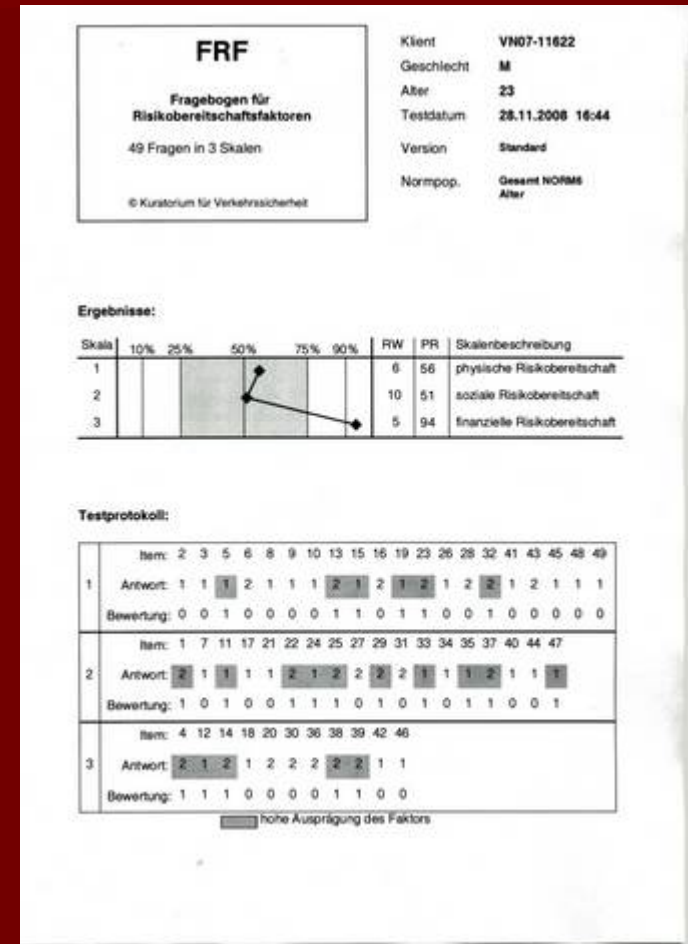 FRF
Fragebogen für
Risikobereitschaftsfaktoren
49 Fragen in 3 Skalen
© Kuratorium für Verkehrssicherheit
Klient VN07-11622
Geschlecht M
Alter 23
Testdatum 28.11.2008 16:44
Version Standard
Normpop. Gesamt NORM6
Alter
Ergebnisse:
Skala 10% 25% 50% 75% 90% RW PR Skalenbeschreibung
1 6 56 physische Risikobereitschaft
2 10 51 soziale Risikobereitschaft
3 5 94 finanzielle Risikobereitschaft
Testprotokoll:
Item: 2 3 5 6 8 9 10 13 15 16 19 23 26 28 32 41 43 45 48 49
1 Antwort: 1 1 1 2 1 1 1 2 1 2 1 2 1 2 2 1 2 1 1 1
Bewertung: 0 0 1 0 0 0 0 1 1 0 1 1 0 0 1 0 0 0 0 0
Item: 1 7 11 17 21 22 24 25 27 29 31 33 34 35 37 40 44 47
2 Antwort: 2 1 1 1 1 2 1 2 2 2 2 1 1 1 2 1 1 1
Bewertung: 1 0 1 0 0 1 1 1 0 1 0 1 0 1 1 0 0 1
Item: 4 12 14 18 20 30 36 38 39 42 46
3 Antwort: 2 1 2 1 2 2 2 2 2 1 1
Bewertung: 1 1 1 0 0 0 0 1 1 0 0
hohe Ausprägung des Faktors